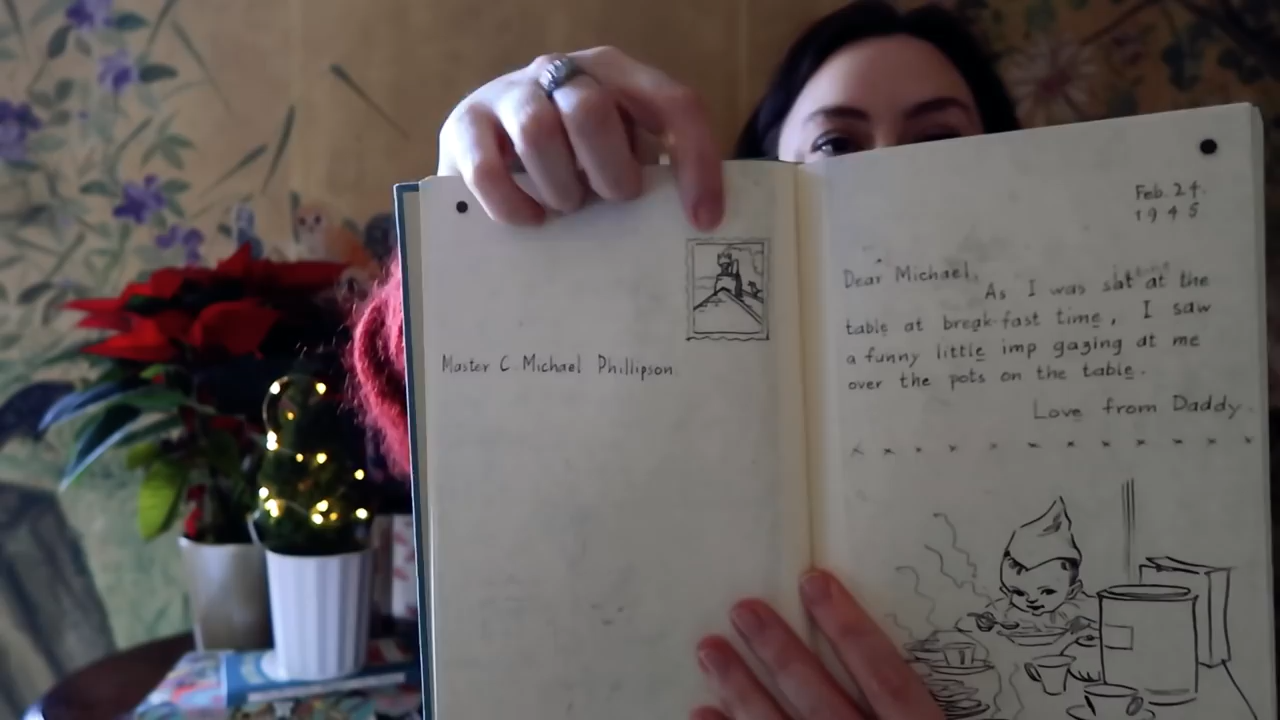 Master C. Michael Phillipson
Feb. 24.
1945
Dear Michael,
As I was sat at the
table at break-fast time, I saw
a funny little imp gazing at me
over the pots on the table.
Love from Daddy.
x x x x x x x x x x x x